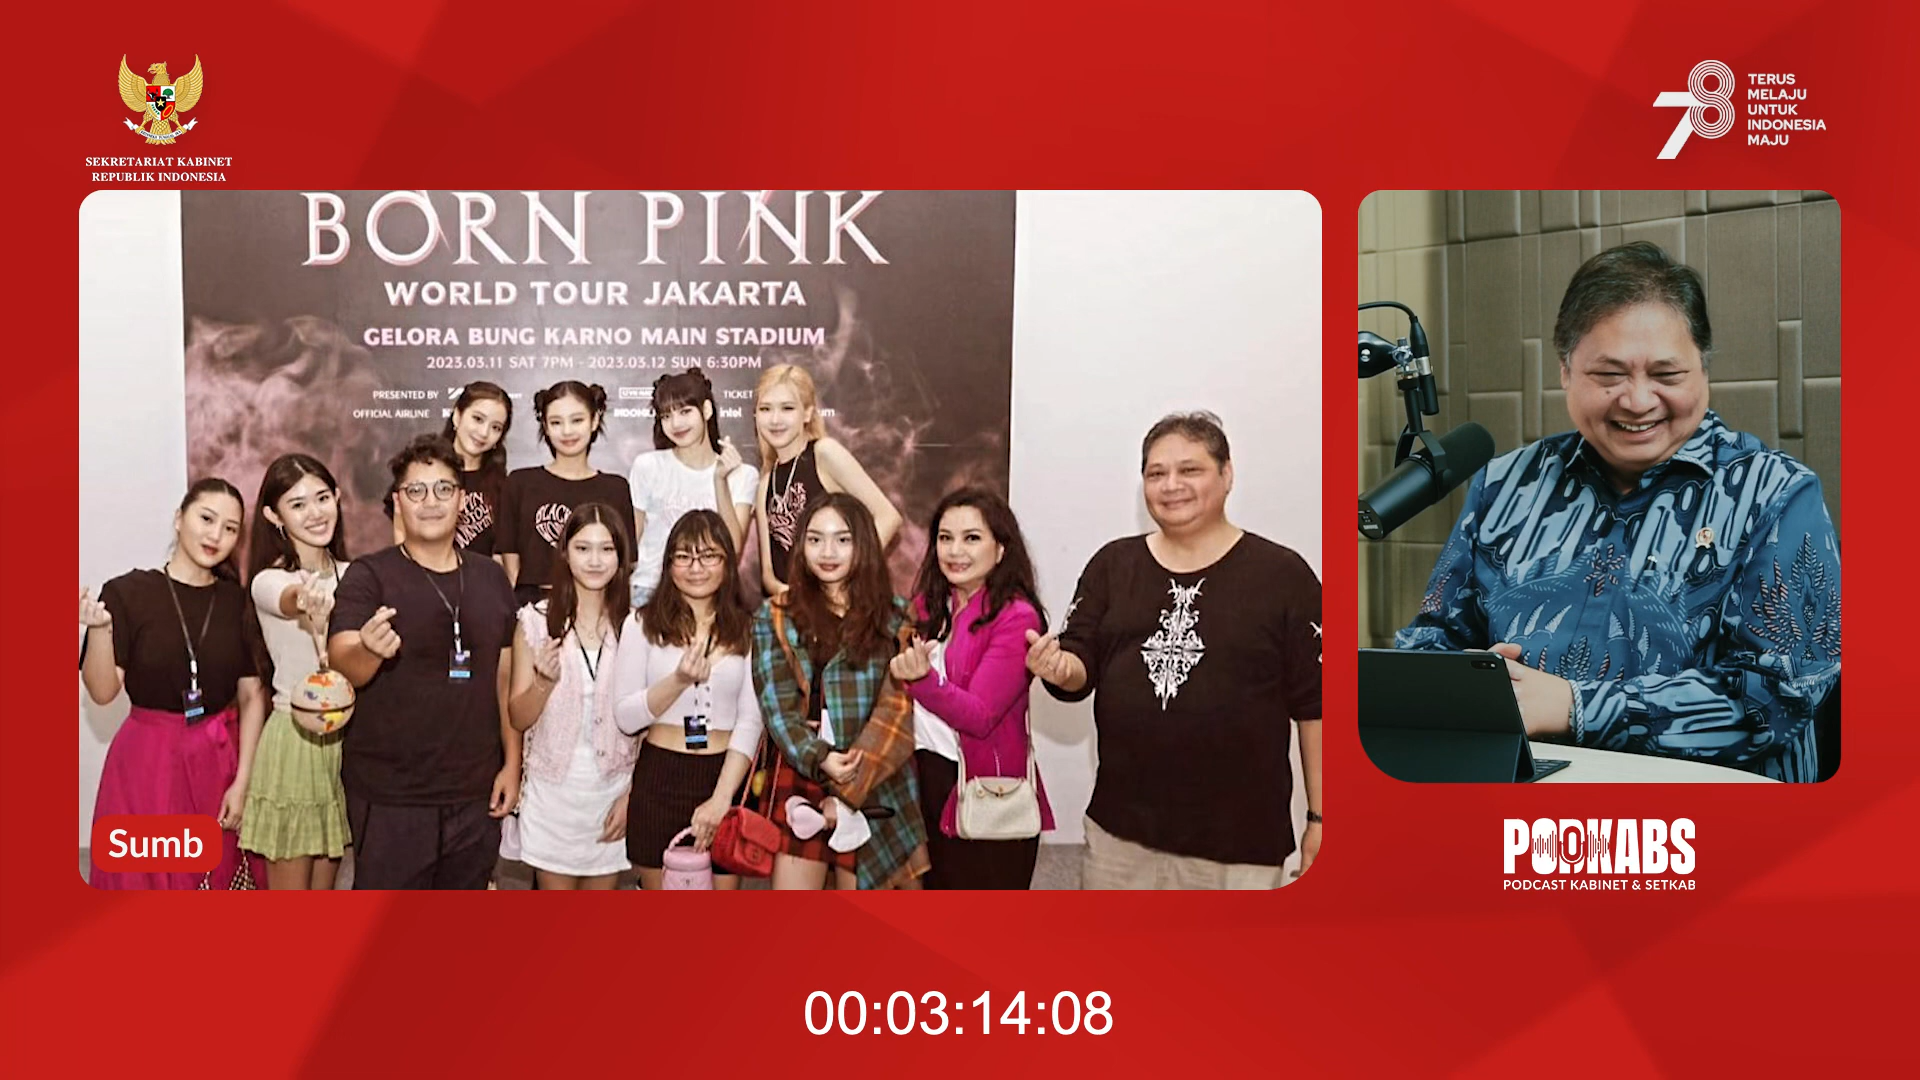 SEKRETARIAT KABINET
REPUBLIK INDONESIA
78
TERUS
MELAJU
UNTUK
INDONESIA
MAJU
BORN PINK
WORLD TOUR JAKARTA
GELORA BUNG KARNO MAIN STADIUM
2023.03.11 SAT 7PM - 2023.03.12 SUN 6:30PM
PRESENTED BY
TICKET
OFFICIAL AIRLINE
intel
Sumb
PODKABS
PODCAST KABINET & SETKAB
00:03:14:08